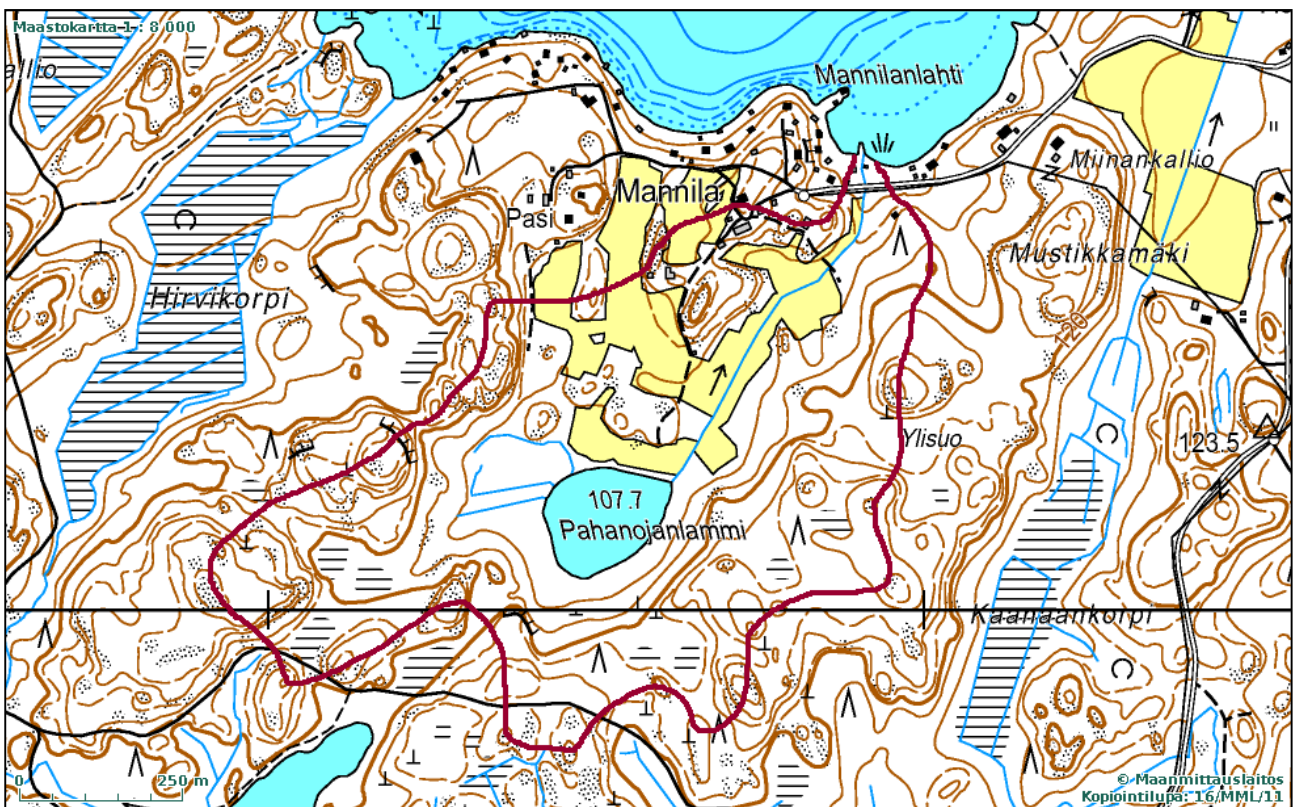 Maastokartta 1 : 8 000
Mannilanlahti
Miinankallio
Mannila
Pasi
Mustikkamäki
Hirvikorpi
120
Ylisuo
123.5
107.7
Pahanojanlammi
Kaanaankorpi
0 250 m
© Maanmittauslaitos
Kopiointilupa: 16/MML/11